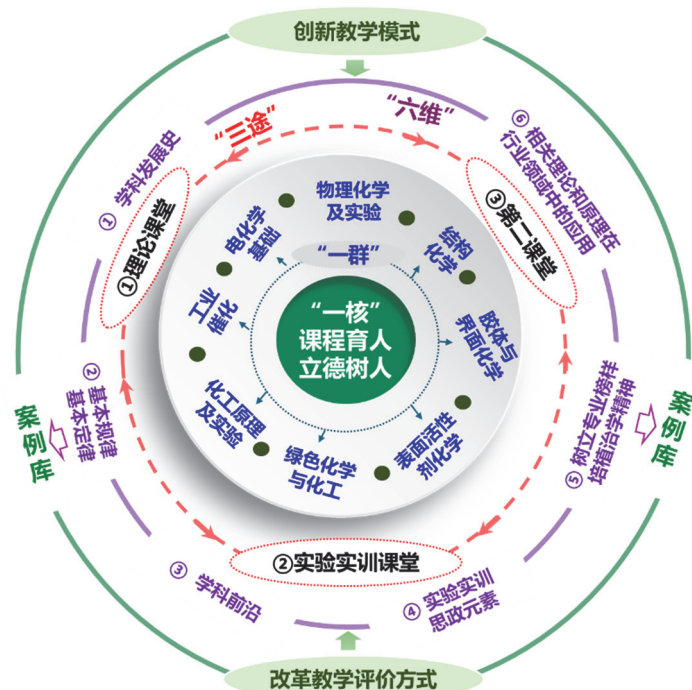 创新教学模式
“三途”
“六维”
① 学科发展史
⑥ 相关理论和原理在
行业领域中的应用
①理论课堂
③第二课堂
物理化学
及实验
电化学
基础
结构
化学
“一群”
工业
催化
胶体与
界面化学
“一核”
课程育人
立德树人
化工原理
及实验
绿色化学
与化工
表面活性
剂化学
② 基本规律
基本定律
⑤ 树立专业榜样
培植治学精神
案例库
案例库
②实验实训课堂
③ 学科前沿
④ 实验实训
思政元素
改革教学评价方式